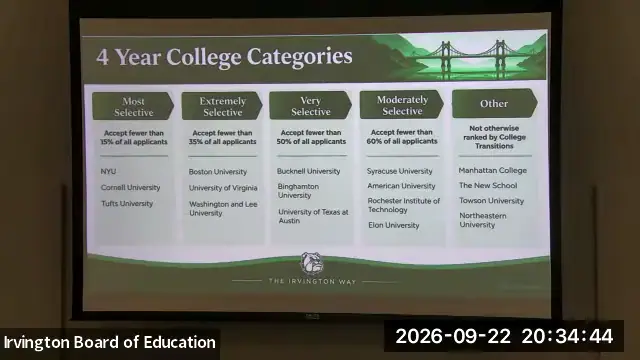 4 Year College Categories
Most
Selective
Accept fewer than
15% of all applicants
NYU
Cornell University
Tufts University
Extremely
Selective
Accept fewer than
35% of all applicants
Boston University
University of Virginia
Washington and Lee
University
Very
Selective
Accept fewer than
50% of all applicants
Bucknell University
Binghamton
University
University of Texas at
Austin
Moderately
Selective
Accept fewer than
60% of all applicants
Syracuse University
American University
Rochester Institute of
Technology
Elon University
Other
Not otherwise
ranked by College
Transitions
Manhattan College
The New School
Towson University
Northeastern
University
THE IRVINGTON WAY
Irvington Board of Education
2026-09-22 20:34:44